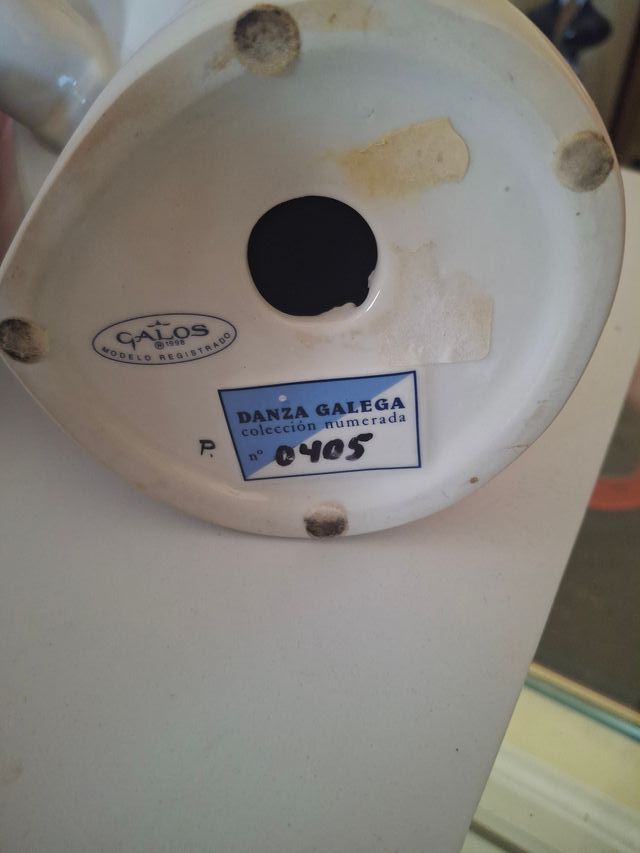 GALOS
® 1998
MODELO REGISTRADO
DANZA GALEGA
colección numerada
nº 0405
P.